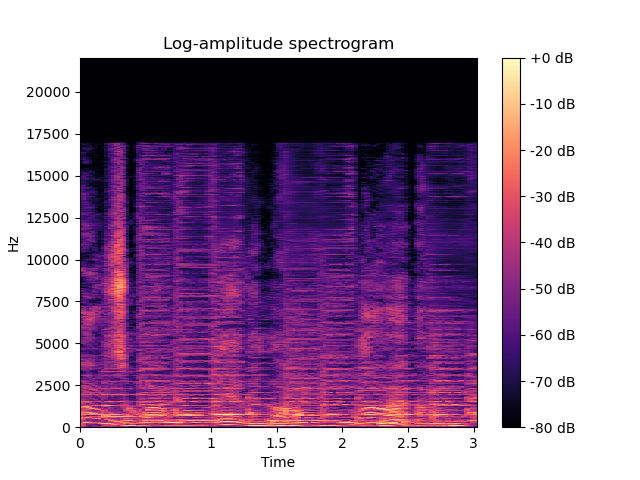 Log-amplitude spectrogram
Hz
20000
17500
15000
12500
10000
7500
5000
2500
0
0 0.5 1 1.5 2 2.5 3
Time
+0 dB
-10 dB
-20 dB
-30 dB
-40 dB
-50 dB
-60 dB
-70 dB
-80 dB